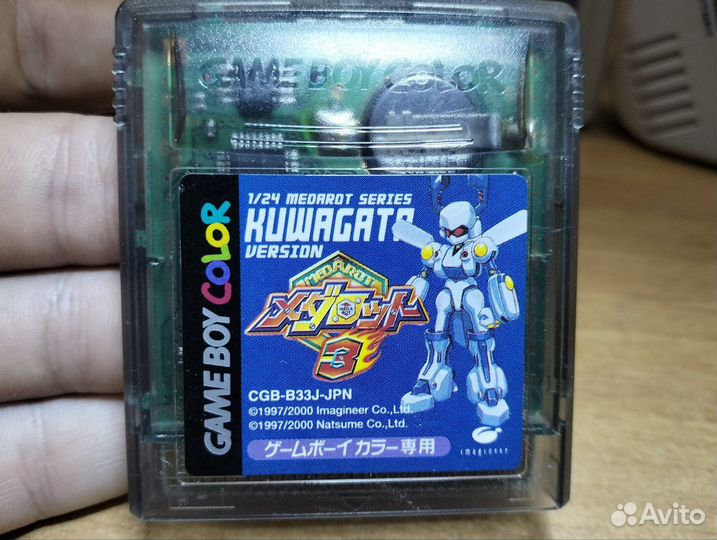 GAME BOY COLOR
GAME BOY COLOR
1/24 MEDAROT SERIES
KUWAGATA
VERSION
MEDAROT
メダロット
3
CGB-B33J-JPN
©1997/2000 Imagineer Co.,Ltd.
©1997/2000 Natsume Co.,Ltd.
ゲームボーイ カラー専用
imagineer
Avito